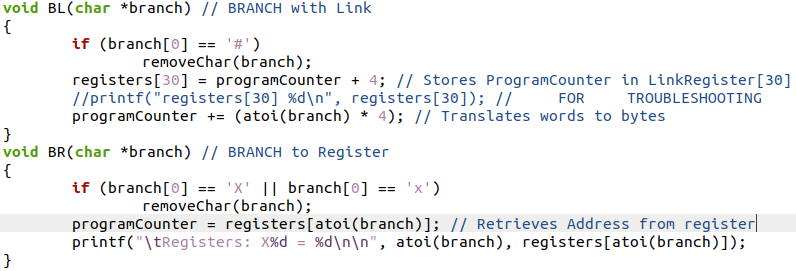 void BL(char *branch) // BRANCH with Link
{
        if (branch[0] == '#')
                removeChar(branch);
        registers[30] = programCounter + 4; // Stores ProgramCounter in LinkRegister[30]
        //printf("registers[30] %d\n", registers[30]); //     FOR     TROUBLESHOOTING
        programCounter += (atoi(branch) * 4); // Translates words to bytes
}
void BR(char *branch) // BRANCH to Register
{
        if (branch[0] == 'X' || branch[0] == 'x')
                removeChar(branch);
        programCounter = registers[atoi(branch)]; // Retrieves Address from register
        printf("\tRegisters: X%d = %d\n\n", atoi(branch), registers[atoi(branch)]);
}